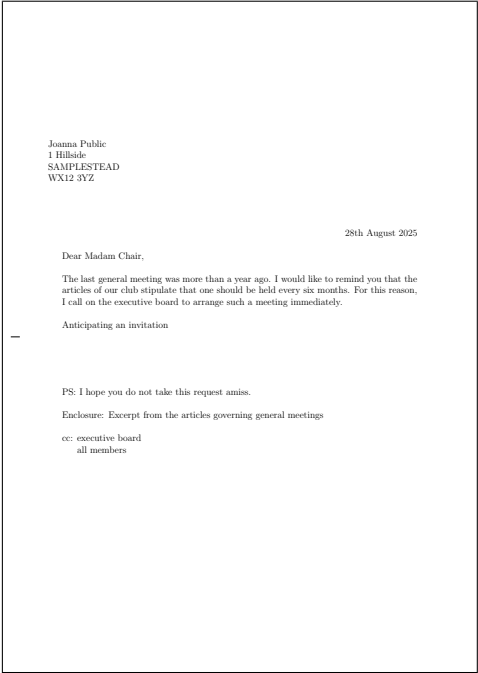 Joanna Public
1 Hillside
SAMPLESTEAD
WX12 3YZ
28th August 2025
Dear Madam Chair,
The last general meeting was more than a year ago. I would like to remind you that the
articles of our club stipulate that one should be held every six months. For this reason,
I call on the executive board to arrange such a meeting immediately.
Anticipating an invitation
PS: I hope you do not take this request amiss.
Enclosure: Excerpt from the articles governing general meetings
cc: executive board
all members